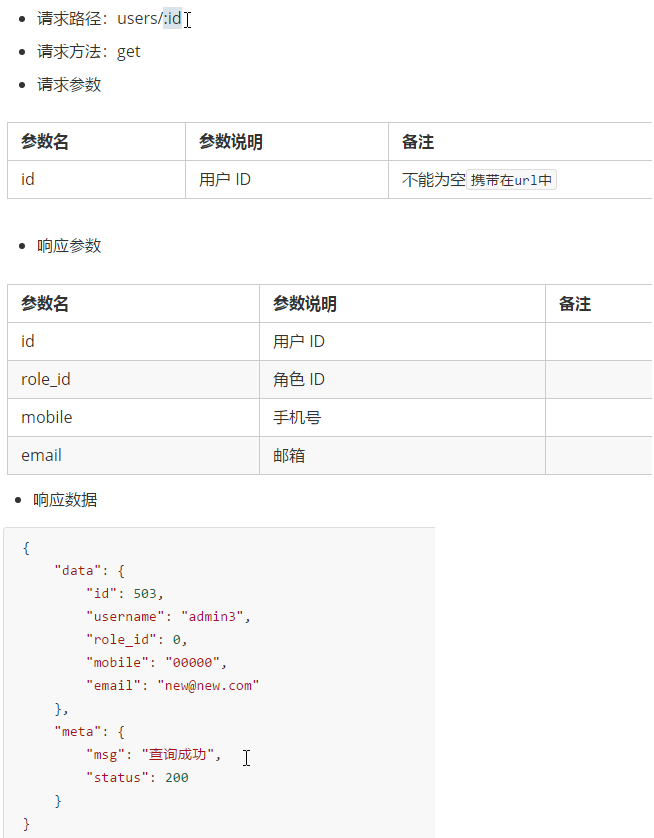 请求路径：users/:id
请求方法：get
请求参数
参数名 参数说明 备注
id 用户 ID 不能为空携带在url中
响应参数
参数名 参数说明 备注
id 用户 ID
role_id 角色 ID
mobile 手机号
email 邮箱
响应数据
{
"data": {
"id": 503,
"username": "admin3",
"role_id": 0,
"mobile": "00000",
"email": "new@new.com"
},
"meta": {
"msg": "查询成功",
"status": 200
}
}